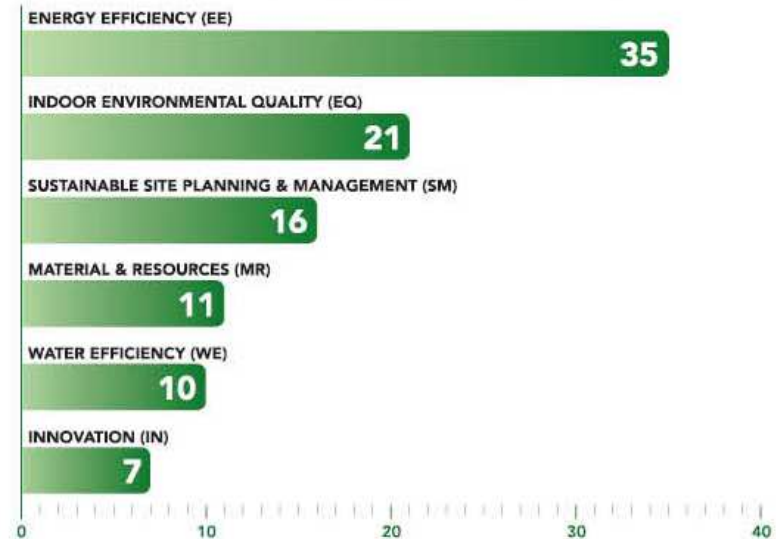 ENERGY EFFICIENCY (EE)
35
INDOOR ENVIRONMENTAL QUALITY (EQ)
21
SUSTAINABLE SITE PLANNING & MANAGEMENT (SM)
16
MATERIAL & RESOURCES (MR)
11
WATER EFFICIENCY (WE)
10
INNOVATION (IN)
7
0 10 20 30 40